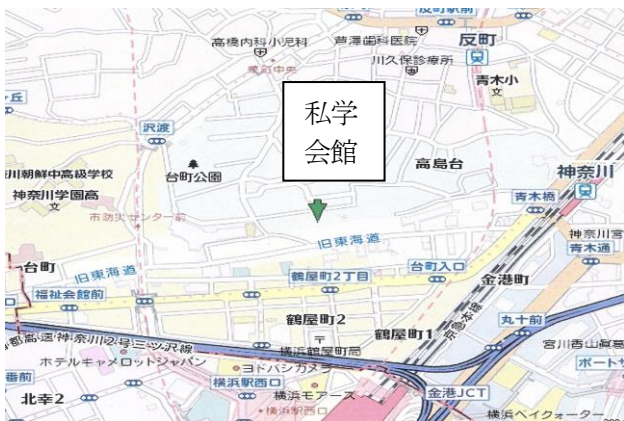 反町駅前
高橋内科小児科
芦澤歯科医院
反町
川久保診療所
青木小
文
私学
会館
沢渡
台町公園
高島台
神奈川
川朝鮮中高級学校
神奈川学園高
文
青木橋
市防災センター前
旧東海道
神奈川宮
青木通
台町
旧東海道
鶴屋町2丁目
台町入口
金港町
福祉会館前
鶴屋町2
鶴屋町1
丸十前
都高速神奈川2号三ツ沢線
横浜鶴屋町局
ホテルキャメロットジャパン
ヨドバシカメラ
宮川香山眞葛
ポートサ
番前
横浜駅西口
横浜モアーズ
金港JCT
北幸2
横浜駅西口
横浜ベイクォーター